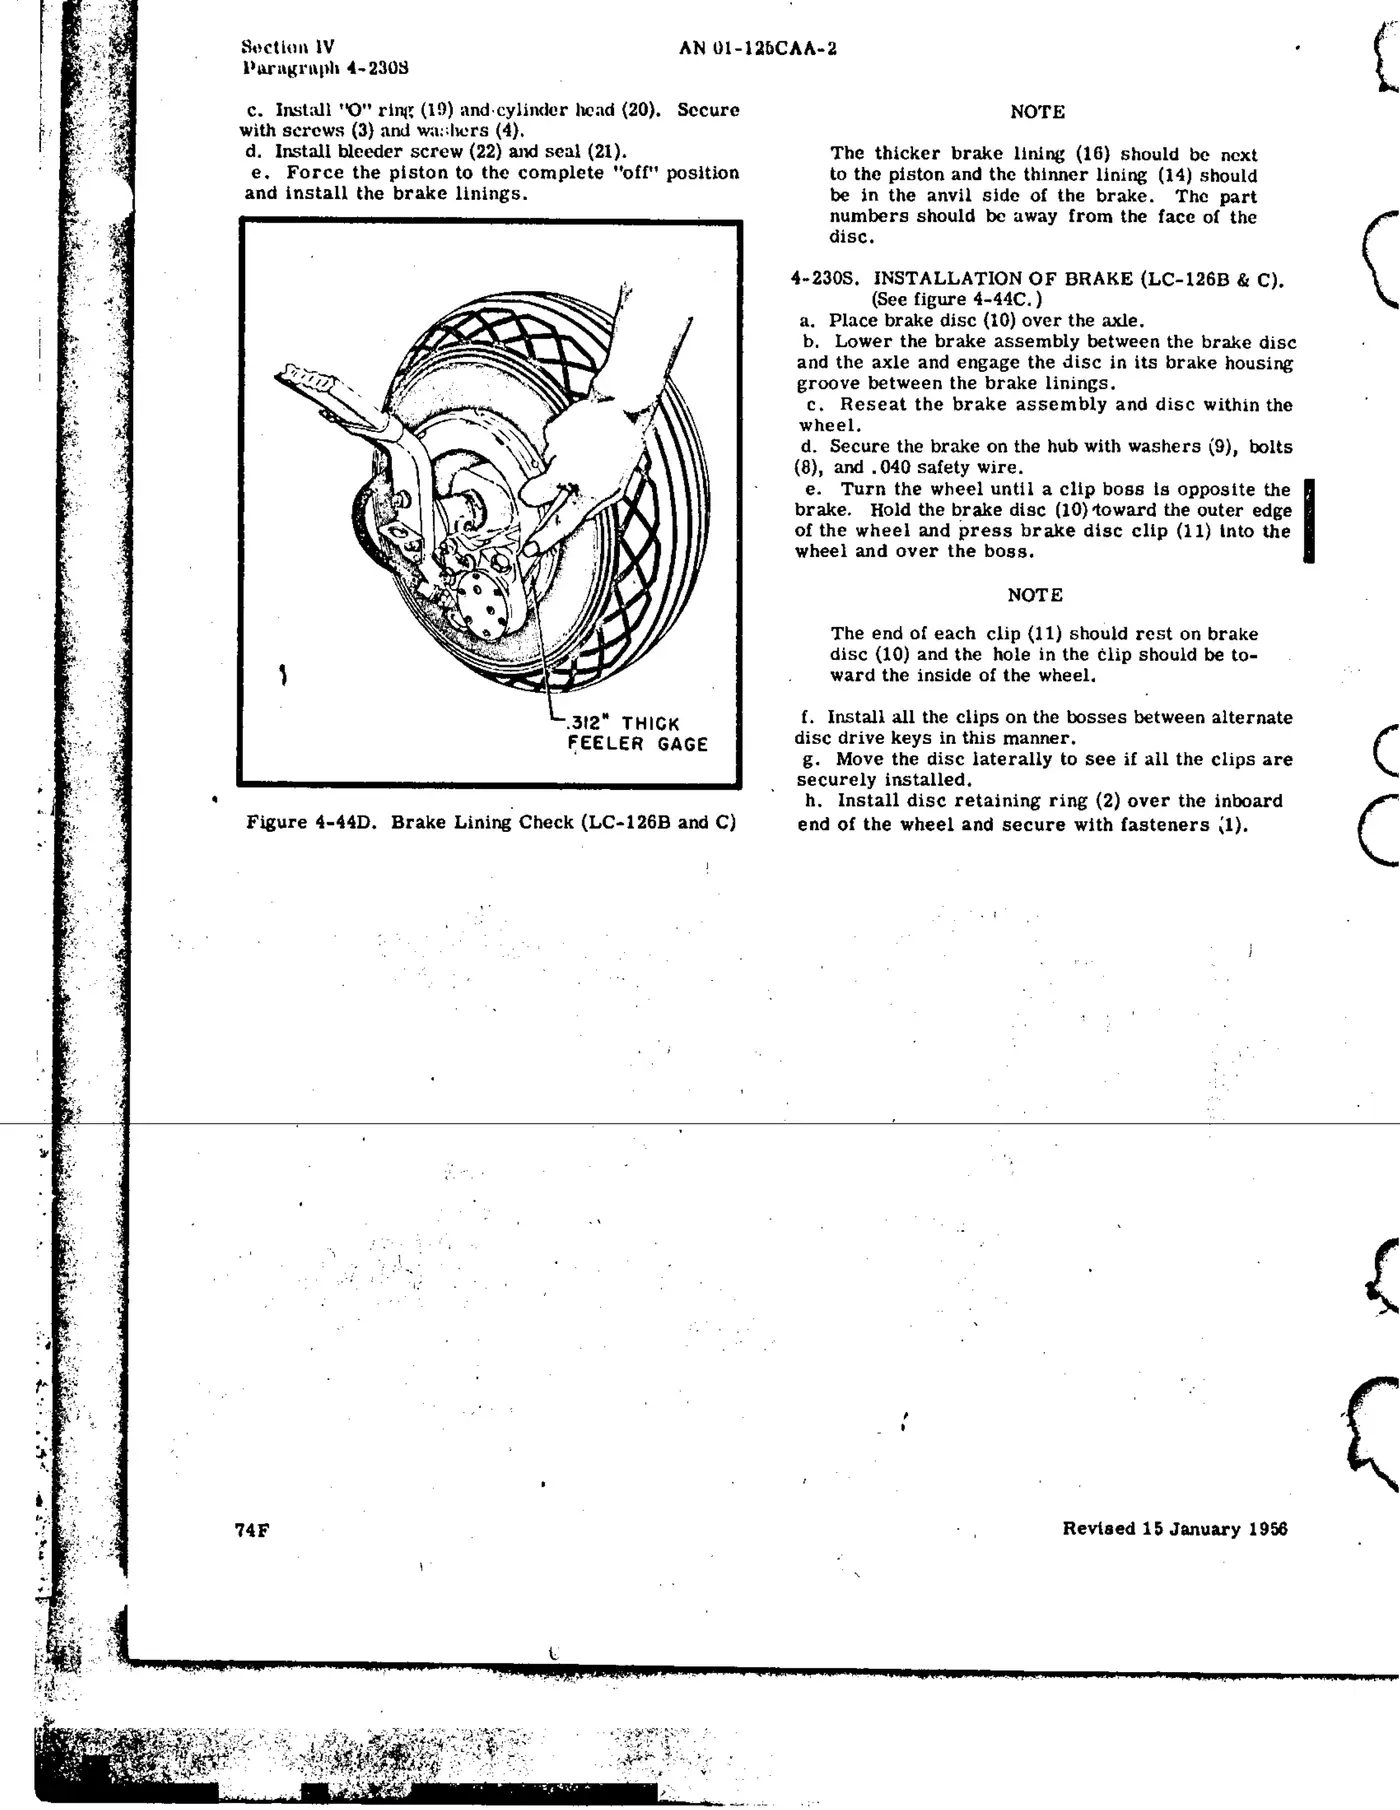 Section IV
Paragraph 4-230S
AN 01-125CAA-2
c. Install "O" ring (19) and cylinder head (20). Secure
with screws (3) and washers (4).
d. Install bleeder screw (22) and seal (21).
e. Force the piston to the complete "off" position
and install the brake linings.
.312" THICK
FEELER GAGE
Figure 4-44D. Brake Lining Check (LC-126B and C)
NOTE
The thicker brake lining (16) should be next
to the piston and the thinner lining (14) should
be in the anvil side of the brake. The part
numbers should be away from the face of the
disc.
4-230S. INSTALLATION OF BRAKE (LC-126B & C).
(See figure 4-44C.)
a. Place brake disc (10) over the axle.
b. Lower the brake assembly between the brake disc
and the axle and engage the disc in its brake housing
groove between the brake linings.
c. Reseat the brake assembly and disc within the
wheel.
d. Secure the brake on the hub with washers (9), bolts
(8), and .040 safety wire.
e. Turn the wheel until a clip boss is opposite the
brake. Hold the brake disc (10) toward the outer edge
of the wheel and press brake disc clip (11) into the
wheel and over the boss.
NOTE
The end of each clip (11) should rest on brake
disc (10) and the hole in the clip should be to-
ward the inside of the wheel.
f. Install all the clips on the bosses between alternate
disc drive keys in this manner.
g. Move the disc laterally to see if all the clips are
securely installed.
h. Install disc retaining ring (2) over the inboard
end of the wheel and secure with fasteners (1).
74F
Revised 15 January 1956